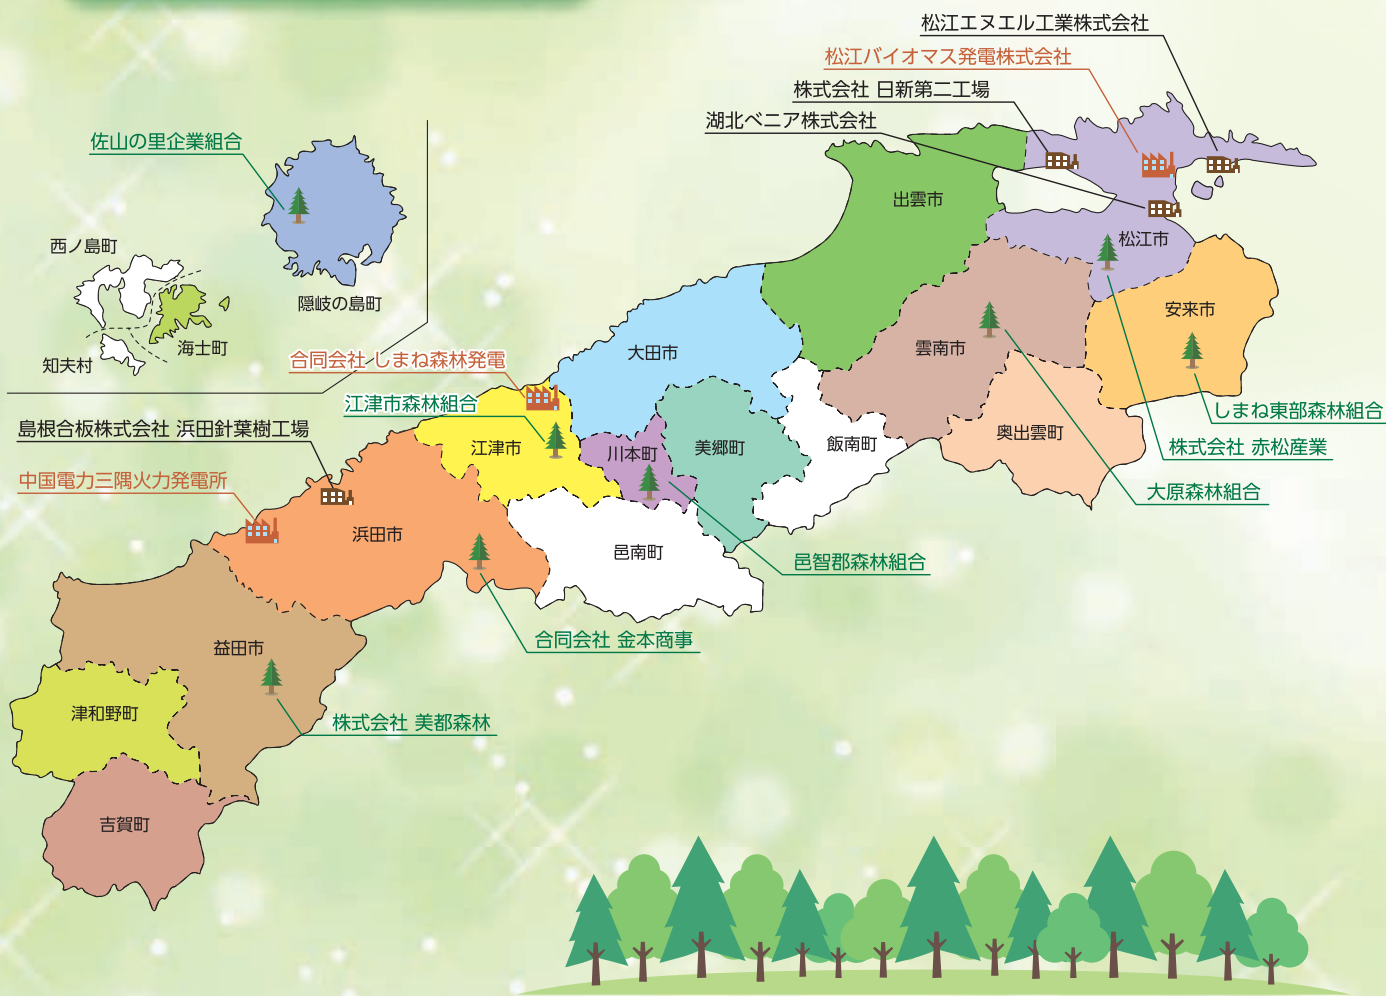 松江エヌエル工業株式会社
松江バイオマス発電株式会社
株式会社 日新第二工場
湖北ベニア株式会社
佐山の里企業組合
出雲市
松江市
西ノ島町
隠岐の島町
安来市
海士町
知夫村
合同会社 しまね森林発電
大田市
雲南市
江津市森林組合
しまね東部森林組合
島根合板株式会社 浜田針葉樹工場
江津市
川本町
美郷町
飯南町
奥出雲町
株式会社 赤松産業
中国電力三隅火力発電所
大原森林組合
浜田市
邑南町
邑智郡森林組合
合同会社 金本商事
益田市
津和野町
株式会社 美都森林
吉賀町